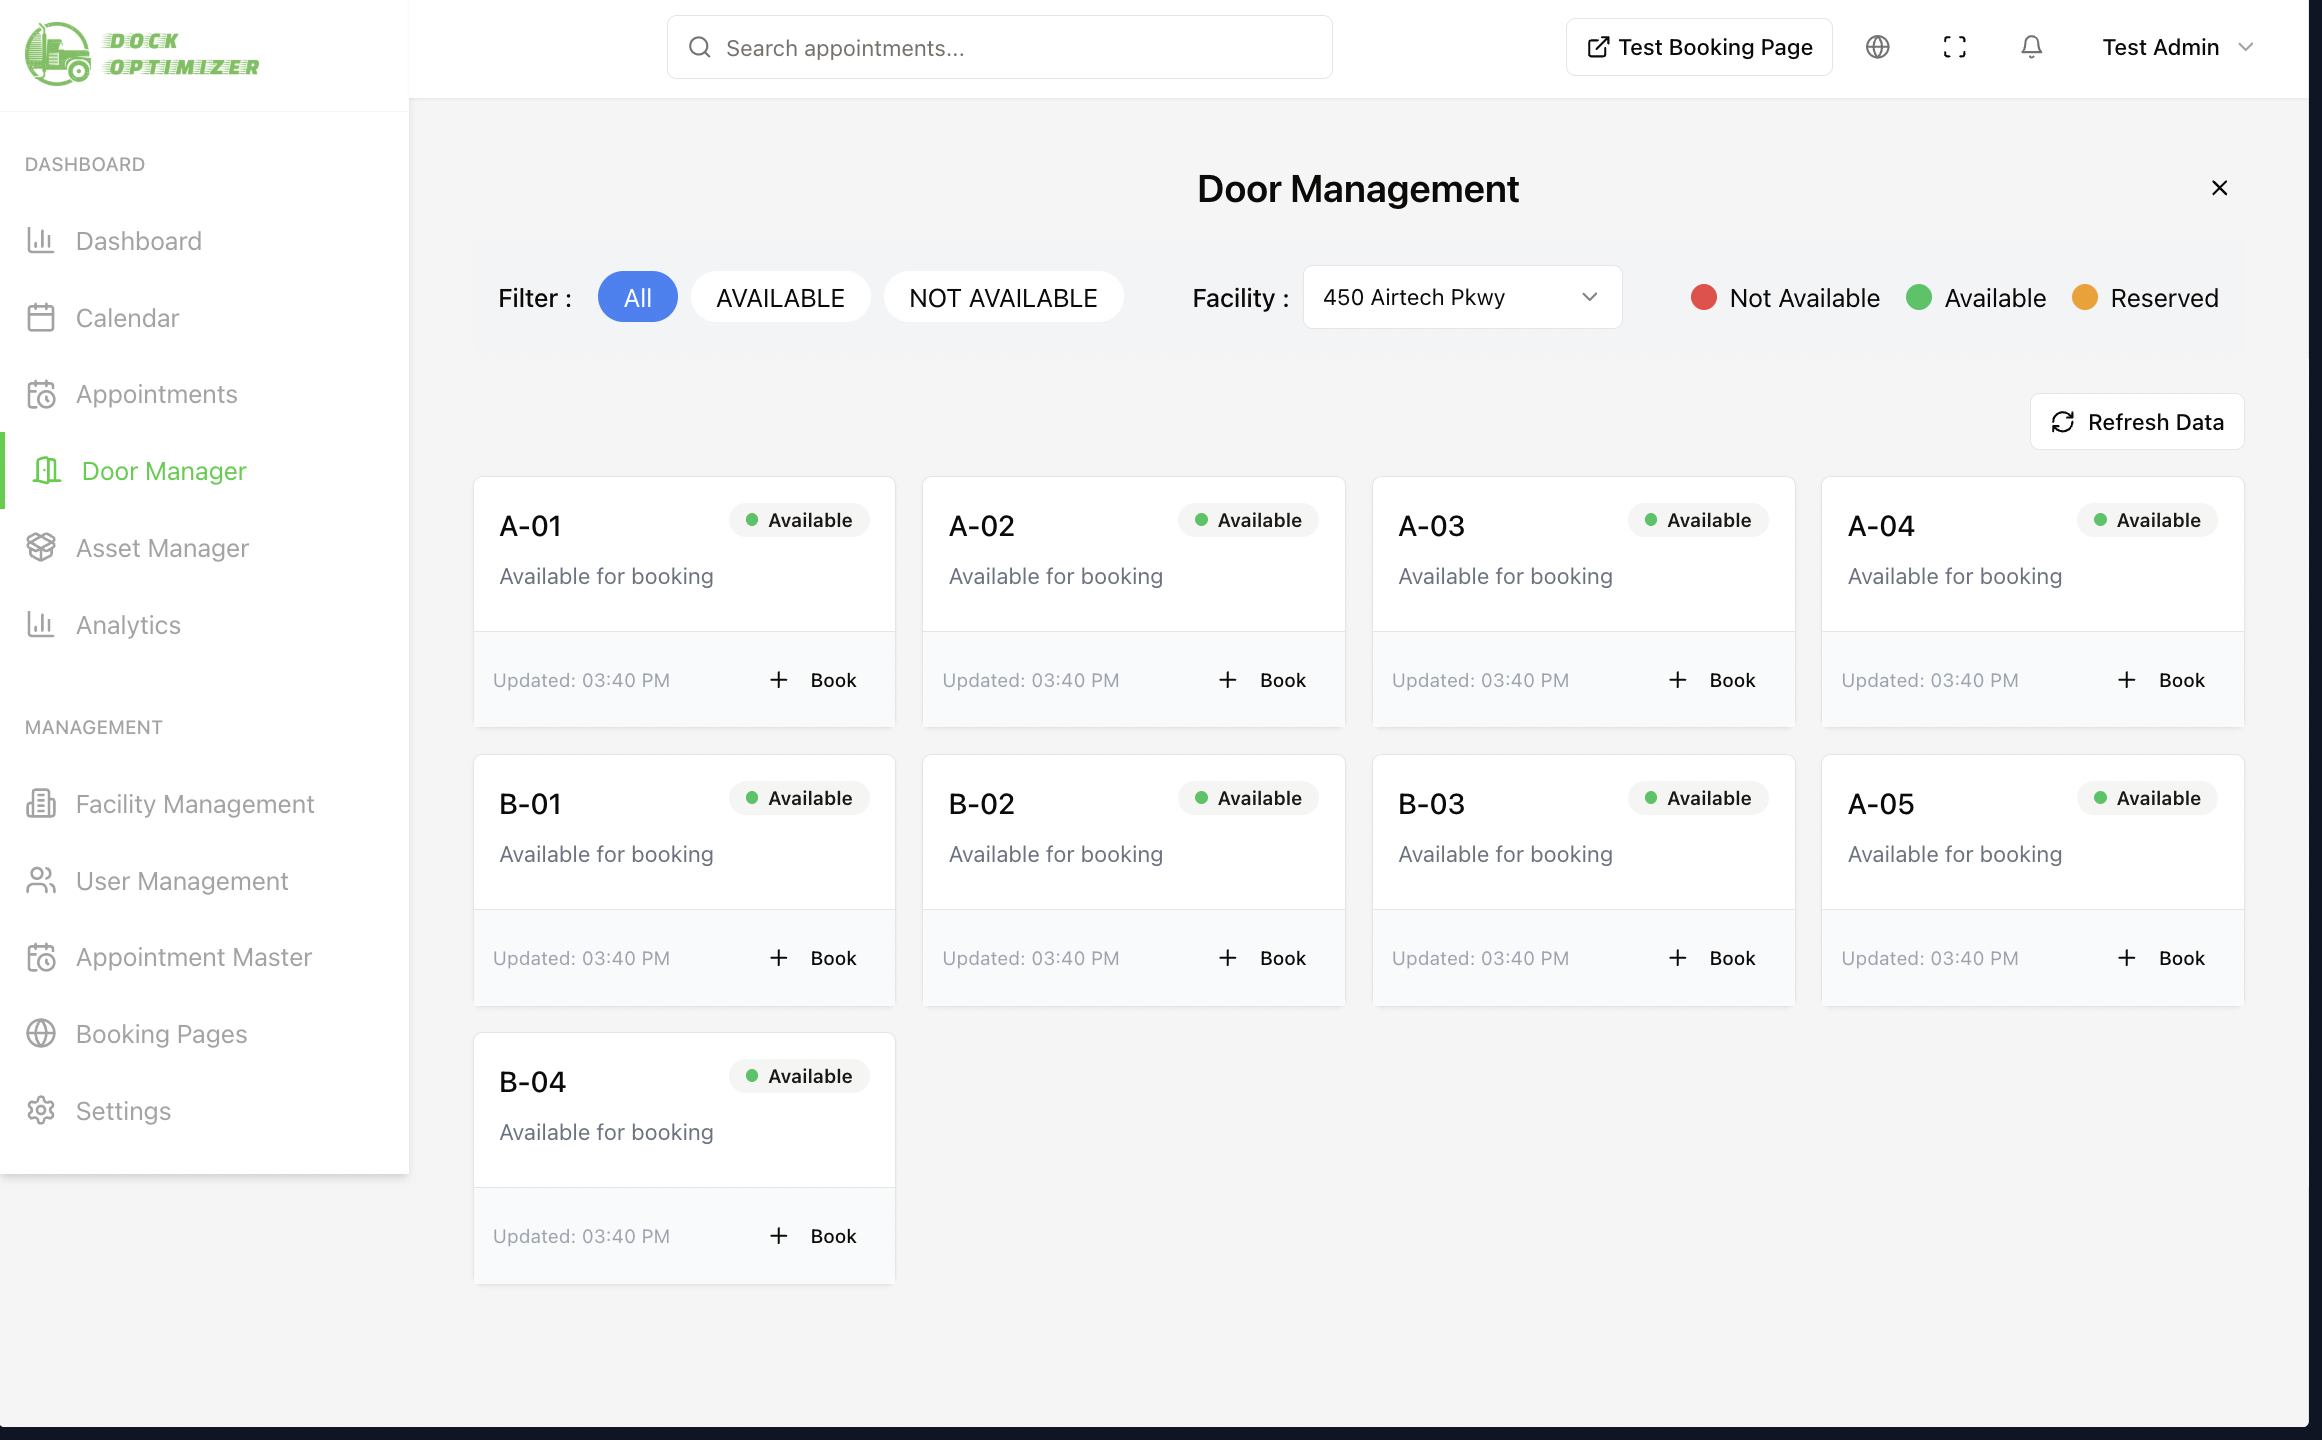 DOCK
OPTIMIZER
Search appointments...
Test Booking Page
Test Admin
DASHBOARD
Dashboard
Calendar
Appointments
Door Manager
Asset Manager
Analytics
MANAGEMENT
Facility Management
User Management
Appointment Master
Booking Pages
Settings
Door Management
Filter : All AVAILABLE NOT AVAILABLE Facility : 450 Airtech Pkwy Not Available Available Reserved
Refresh Data
A-01 Available
Available for booking
Updated: 03:40 PM + Book
A-02 Available
Available for booking
Updated: 03:40 PM + Book
A-03 Available
Available for booking
Updated: 03:40 PM + Book
A-04 Available
Available for booking
Updated: 03:40 PM + Book
B-01 Available
Available for booking
Updated: 03:40 PM + Book
B-02 Available
Available for booking
Updated: 03:40 PM + Book
B-03 Available
Available for booking
Updated: 03:40 PM + Book
A-05 Available
Available for booking
Updated: 03:40 PM + Book
B-04 Available
Available for booking
Updated: 03:40 PM + Book